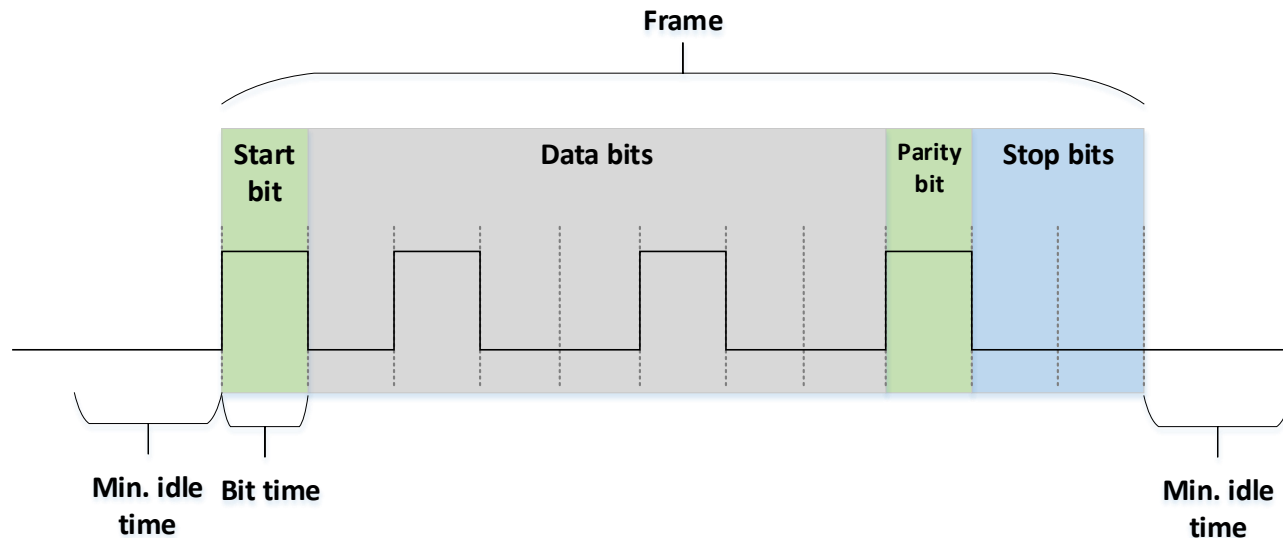 Frame
Start
bit
Data bits
Parity
bit
Stop bits
Min. idle
time
Bit time
Min. idle
time